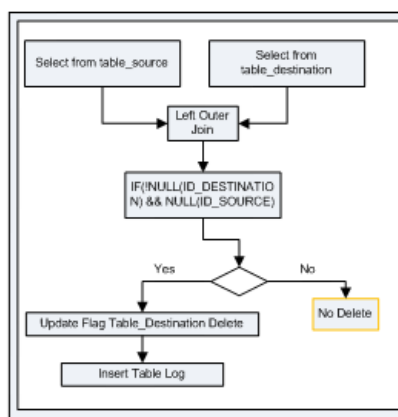 Select from table_source
Select from
table_destination
Left Outer
Join
IF(!NULL(ID_DESTINATIO
N) && NULL(ID_SOURCE)
Yes
No
Update Flag Table_Destination Delete
No Delete
Insert Table Log